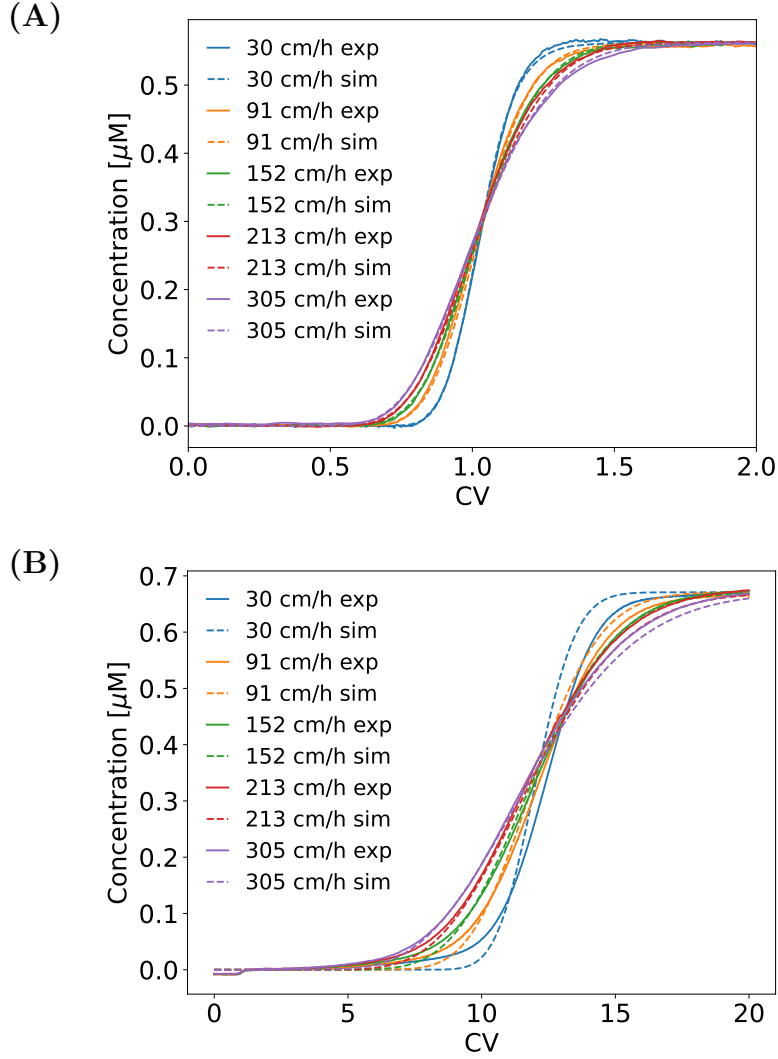 (A)
0.5
0.4
0.3
0.2
0.1
0.0
Concentration [μM]
30 cm/h exp
30 cm/h sim
91 cm/h exp
91 cm/h sim
152 cm/h exp
152 cm/h sim
213 cm/h exp
213 cm/h sim
305 cm/h exp
305 cm/h sim
0.0 0.5 1.0 1.5 2.0
CV
(B)
0.7
0.6
0.5
0.4
0.3
0.2
0.1
0.0
Concentration [μM]
30 cm/h exp
30 cm/h sim
91 cm/h exp
91 cm/h sim
152 cm/h exp
152 cm/h sim
213 cm/h exp
213 cm/h sim
305 cm/h exp
305 cm/h sim
0 5 10 15 20
CV